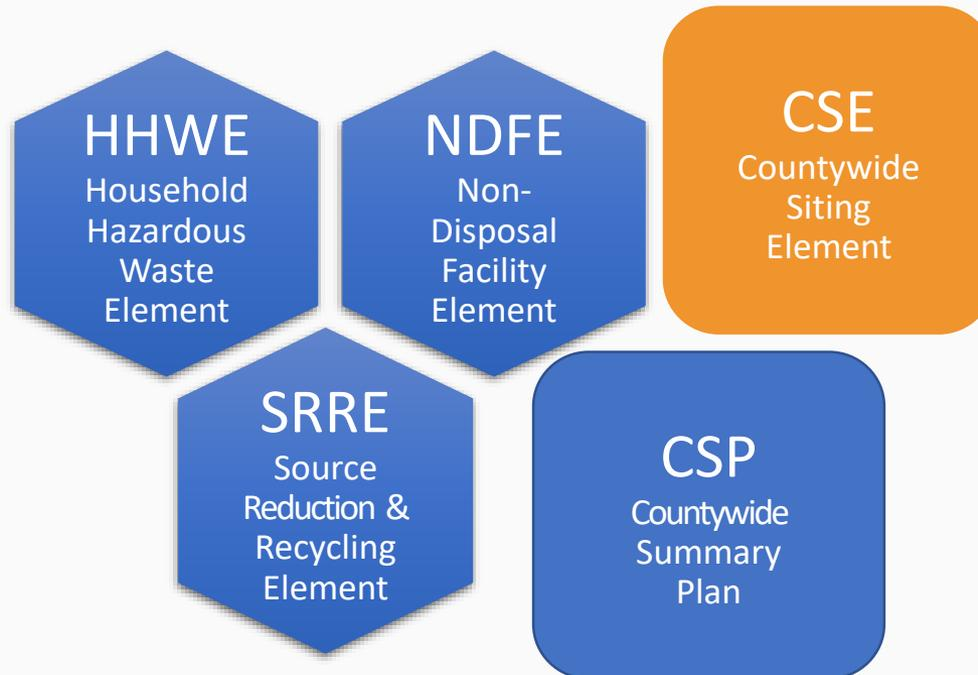 HHWE
Household
Hazardous
Waste
Element
NDFE
Non-
Disposal
Facility
Element
CSE
Countywide
Siting
Element
SRRE
Source
Reduction &
Recycling
Element
CSP
Countywide
Summary
Plan